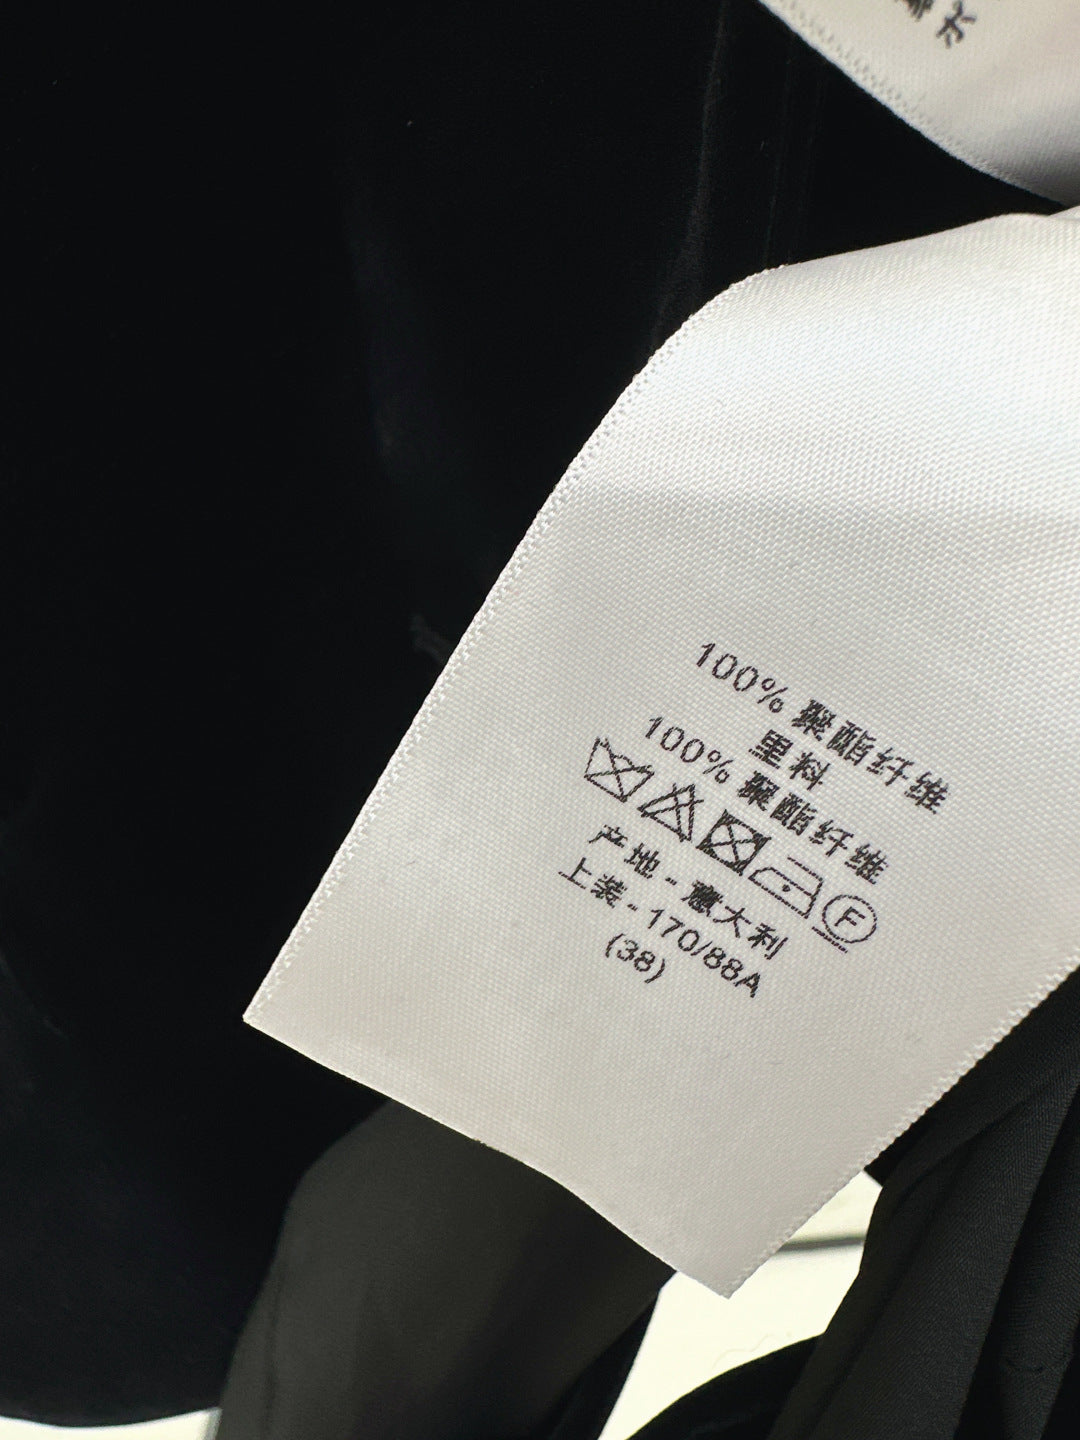 100% 聚酯纤维
里料
100% 聚酯纤维
F
产地 - 意大利
上装 - 170/88A
(38)